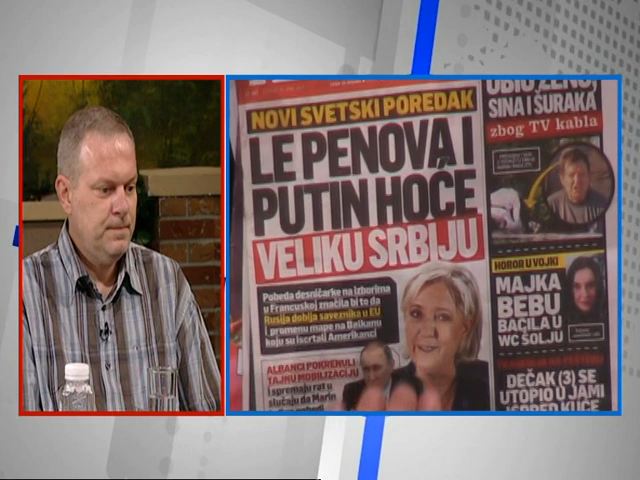 NOVI SVETSKI POREDAK
LE PENOVA I
PUTIN HOĆE
VELIKU SRBIJU
Pobeda desničarke na izborima
u Francuskoj značila bi to da
Rusija dobija saveznika u EU
i promenu mape na Balkanu
koju su iscrtali Amerikanci
ALBANCI POKRENULI
TAJNU MOBILIZACIJU
i spremaju rat u
slučaju da Marin
UBIO ŽENU,
SINA I ŠURAKA
zbog TV kabla
HOROR U VOJKI
MAJKA
BEBU
BACILA U
WC ŠOLJU
DEČAK (3) SE
UTOPIO U JAMI
ISPRED KUĆE